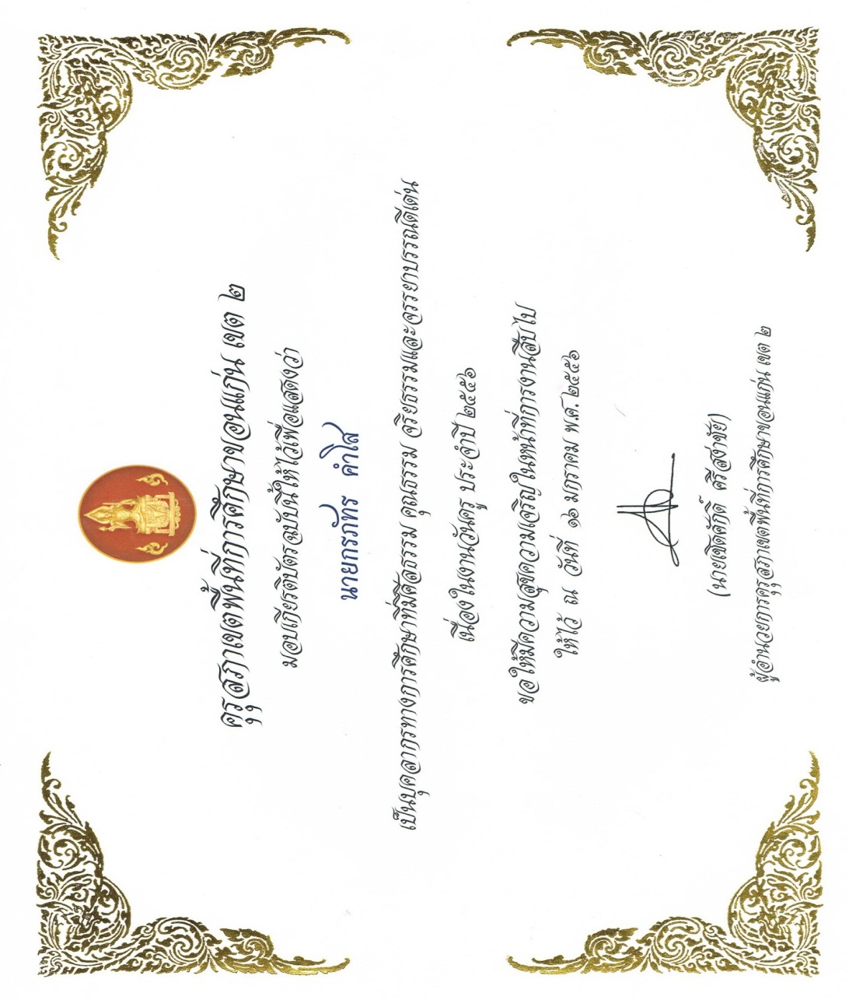 คุรุสภาเขตพื้นที่การศึกษาขอนแก่น เขต ๒
มอบเกียรติบัตรฉบับนี้ให้ไว้เพื่อแสดงว่า
นายกรภัทร คำใส
เป็นบุคลากรทางการศึกษาที่มีศีลธรรม คุณธรรม จริยธรรมและจรรยาบรรณดีเด่น
เนื่องในงานวันครู ประจำปี ๒๕๕๖
ขอให้มีความสุขความเจริญในหน้าที่การงานสืบไป
ให้ไว้ ณ วันที่ ๑๖ มกราคม พ.ศ. ๒๕๕๖
(นายเชิดศักดิ์ ศรีสง่าชัย)
ผู้อำนวยการคุรุสภาเขตพื้นที่การศึกษาขอนแก่น เขต ๒